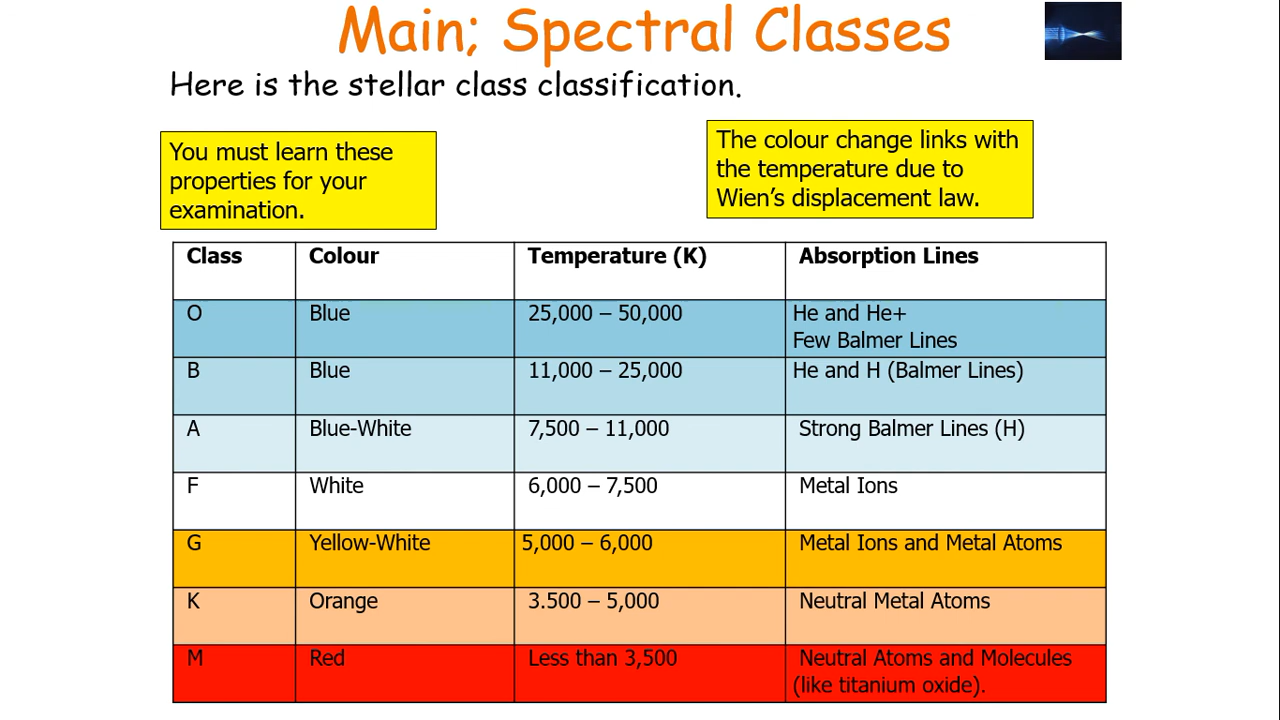 Main; Spectral Classes
Here is the stellar class classification.
You must learn these
properties for your
examination.
The colour change links with
the temperature due to
Wien’s displacement law.
Class Colour Temperature (K) Absorption Lines
O Blue 25,000 – 50,000 He and He+
Few Balmer Lines
B Blue 11,000 – 25,000 He and H (Balmer Lines)
A Blue-White 7,500 – 11,000 Strong Balmer Lines (H)
F White 6,000 – 7,500 Metal Ions
G Yellow-White 5,000 – 6,000 Metal Ions and Metal Atoms
K Orange 3.500 – 5,000 Neutral Metal Atoms
M Red Less than 3,500 Neutral Atoms and Molecules
(like titanium oxide).